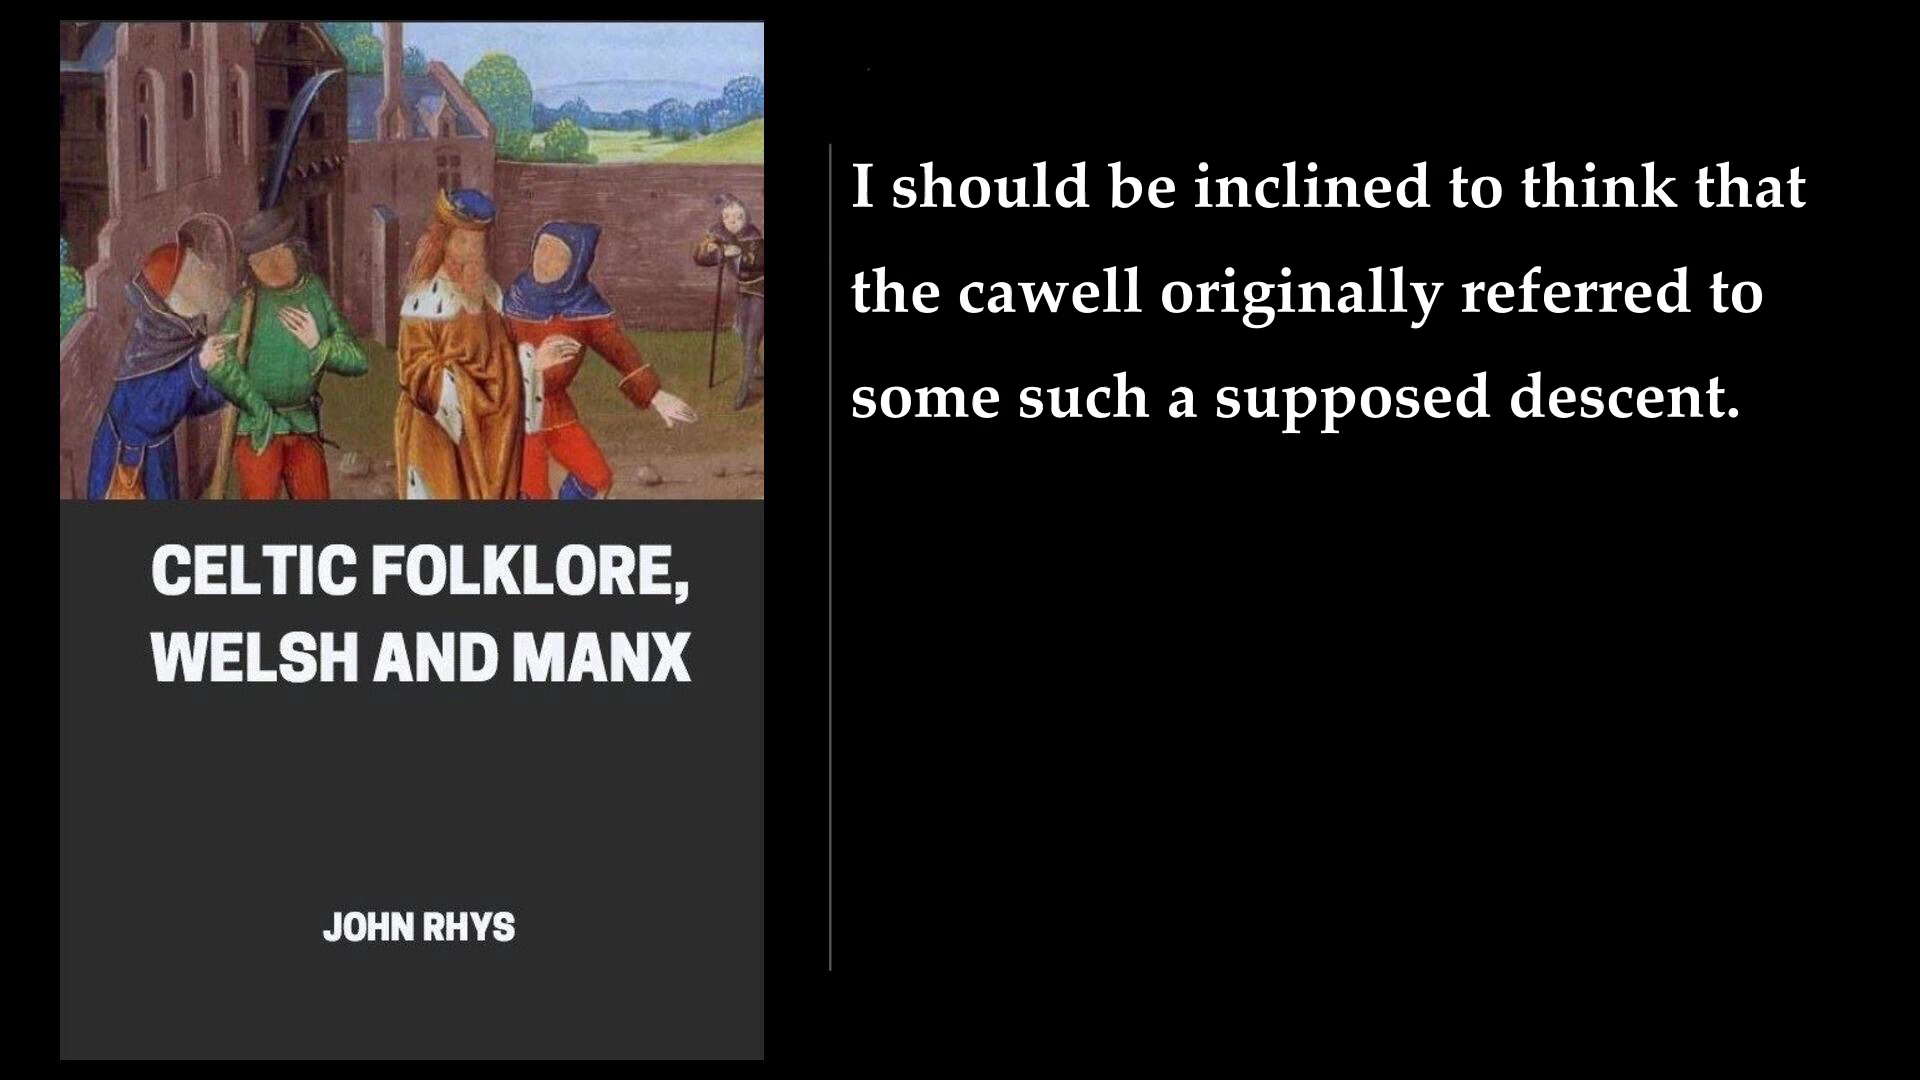 CELTIC FOLKLORE,
WELSH AND MANX
JOHN RHYS
I should be inclined to think that
the cawell originally referred to
some such a supposed descent.